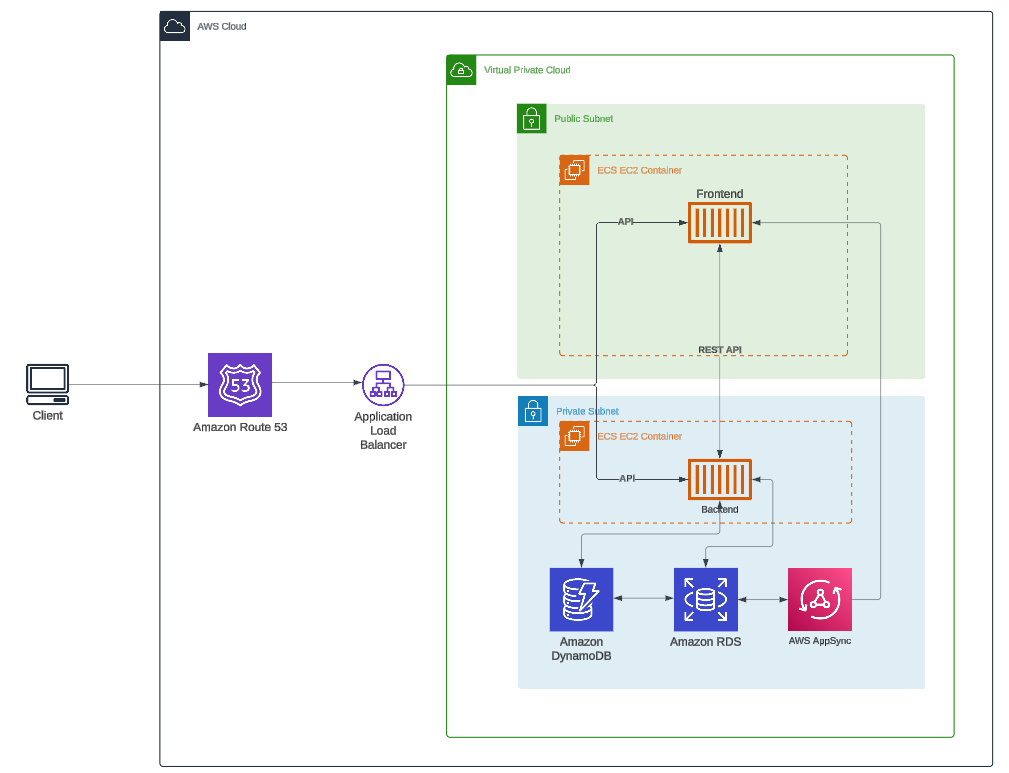 AWS Cloud
Virtual Private Cloud
Public Subnet
ECS EC2 Container
Frontend
API
REST API
Client
53
Amazon Route 53
Application
Load
Balancer
Private Subnet
ECS EC2 Container
API
Backend
Amazon
DynamoDB
Amazon RDS
AWS AppSync